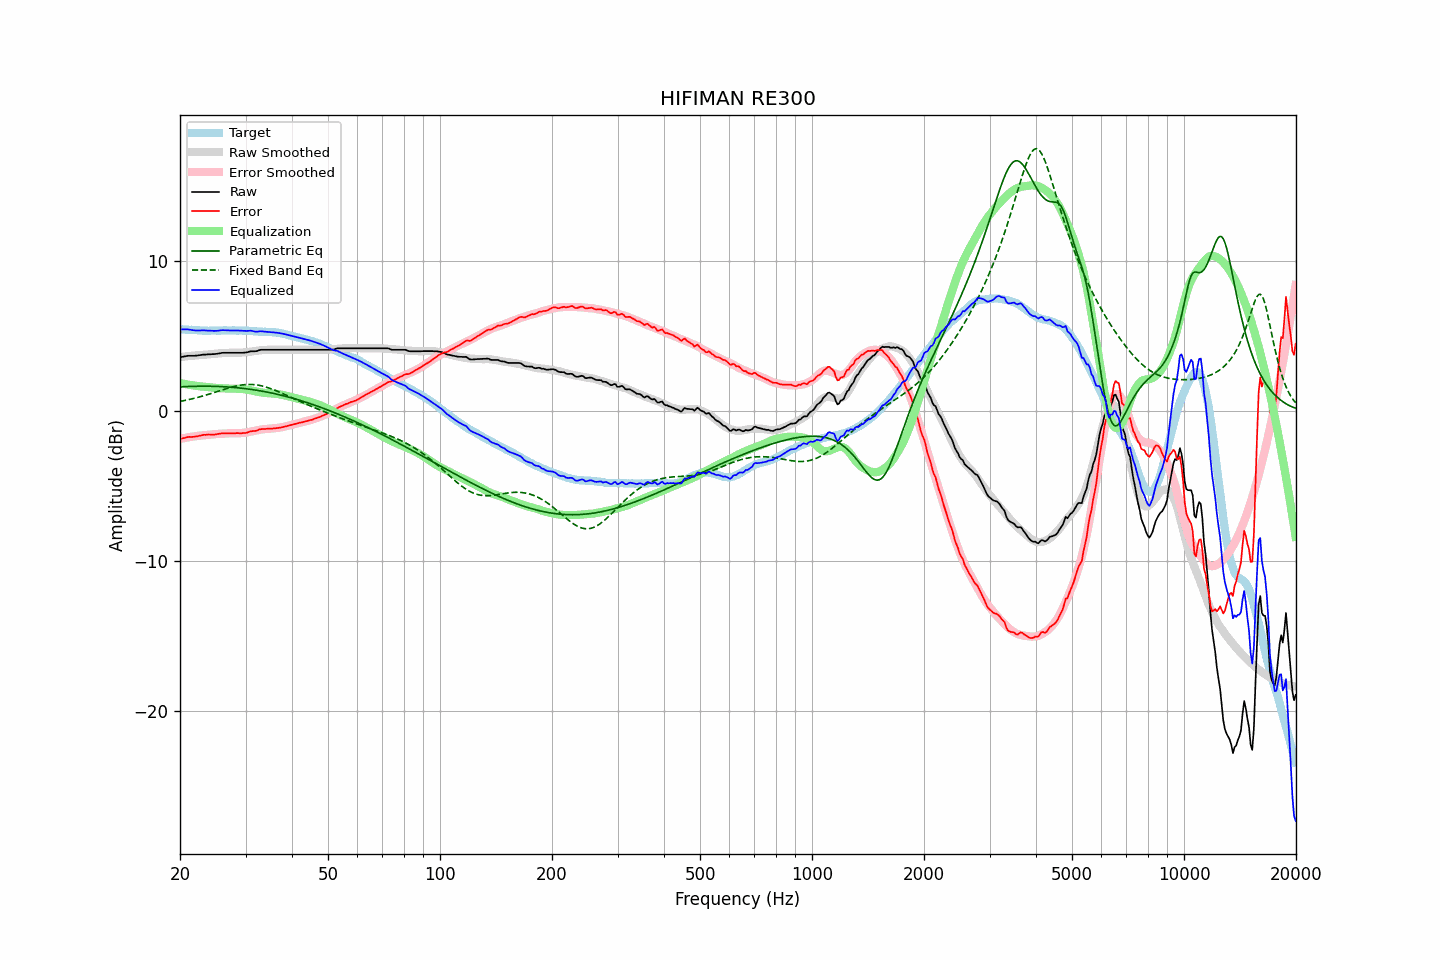 HIFIMAN RE300
Target
Raw Smoothed
Error Smoothed
Raw
Error
Equalization
Parametric Eq
Fixed Band Eq
Equalized
10
0
−10
−20
Amplitude (dBr)
20 50 100 200 500 1000 2000 5000 10000 20000
Frequency (Hz)